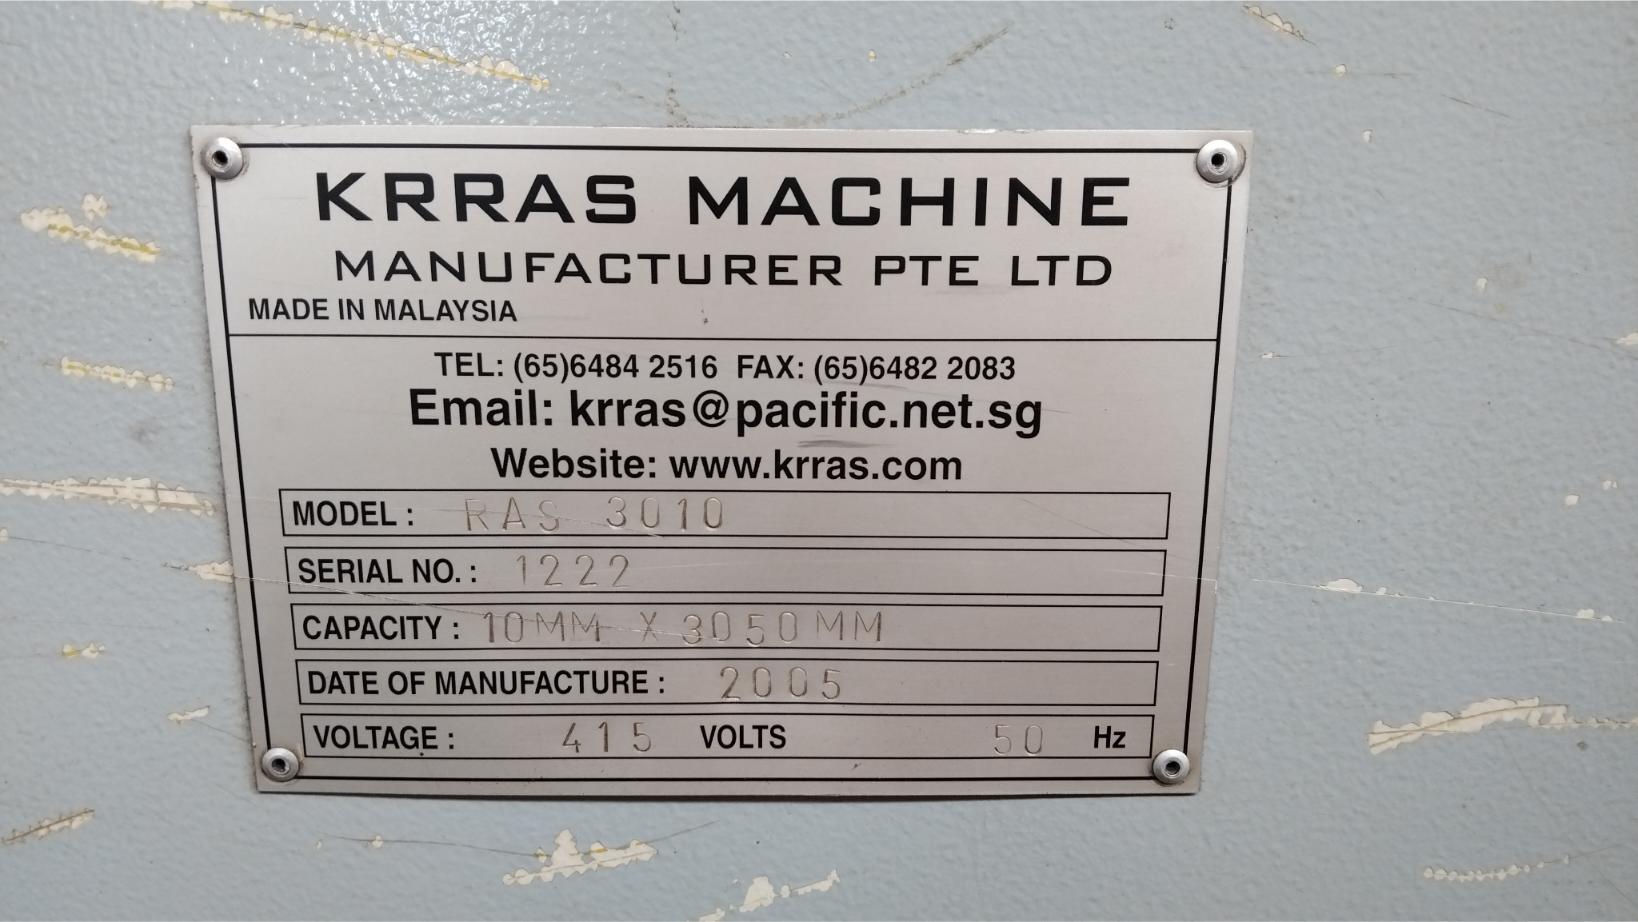 KRRAS MACHINE
MANUFACTURER PTE LTD
MADE IN MALAYSIA
TEL: (65)6484 2516 FAX: (65)6482 2083
Email: krras@pacific.net.sg
Website: www.krras.com
MODEL : RAS 3010
SERIAL NO. : 1222
CAPACITY : 10MM X 3050MM
DATE OF MANUFACTURE : 2005
VOLTAGE : 415 VOLTS 50 Hz